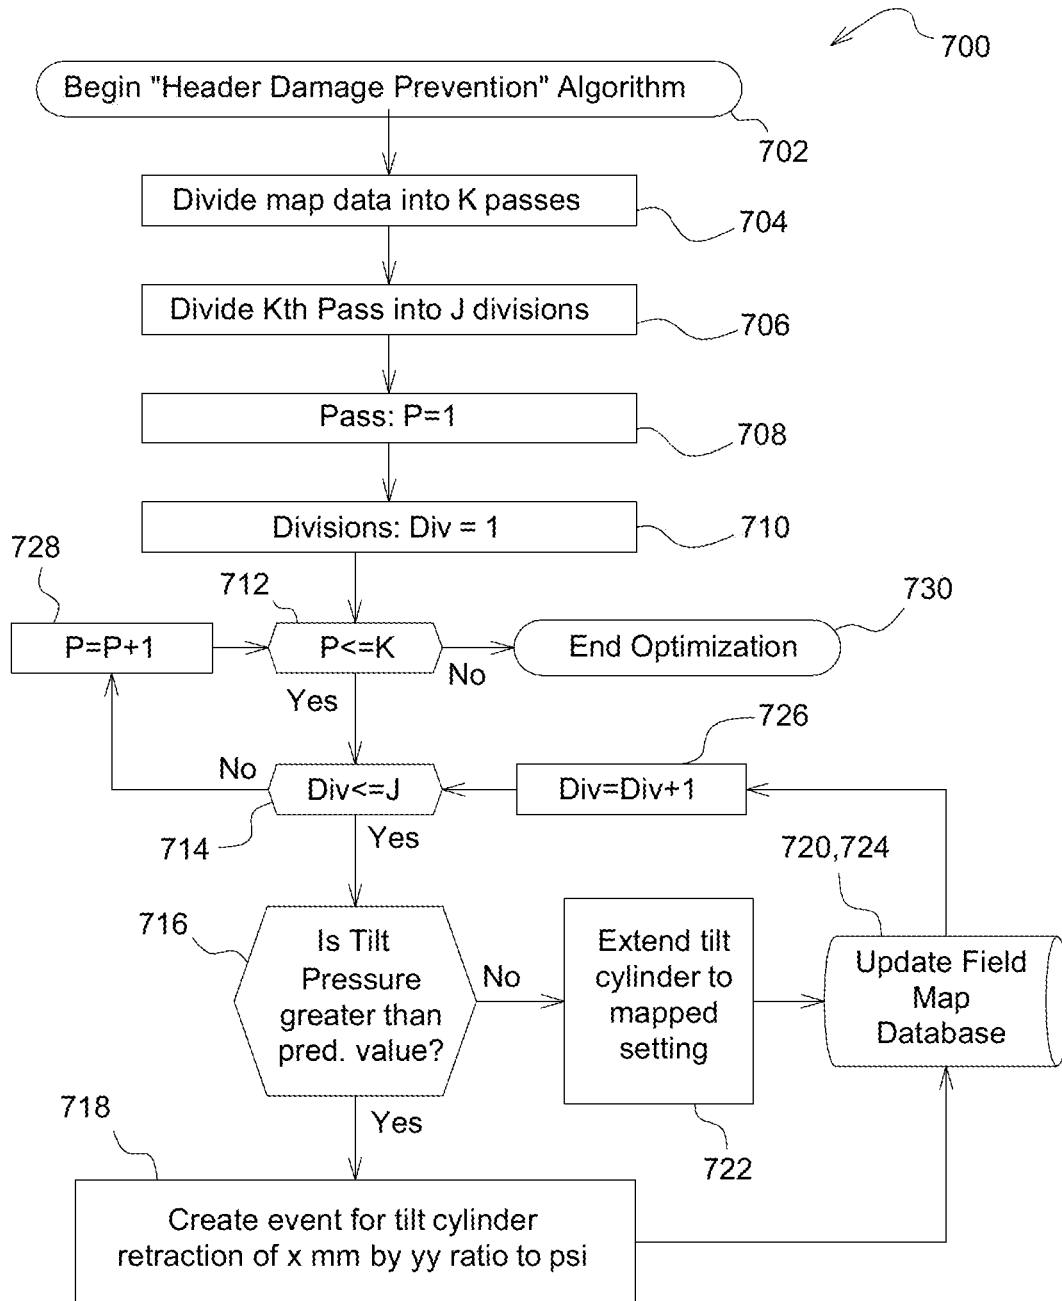 700
Begin "Header Damage Prevention" Algorithm
702
Divide map data into K passes
704
Divide Kth Pass into J divisions
706
Pass: P=1
708
Divisions: Div = 1
710
728
712
730
P=P+1
P<=K
No
End Optimization
Yes
726
No
Div<=J
Div=Div+1
714
Yes
720,724
716
Is Tilt
Pressure
greater than
pred. value?
No
Extend tilt
cylinder to
mapped
setting
Update Field
Map
Database
718
Yes
722
Create event for tilt cylinder
retraction of x mm by yy ratio to psi